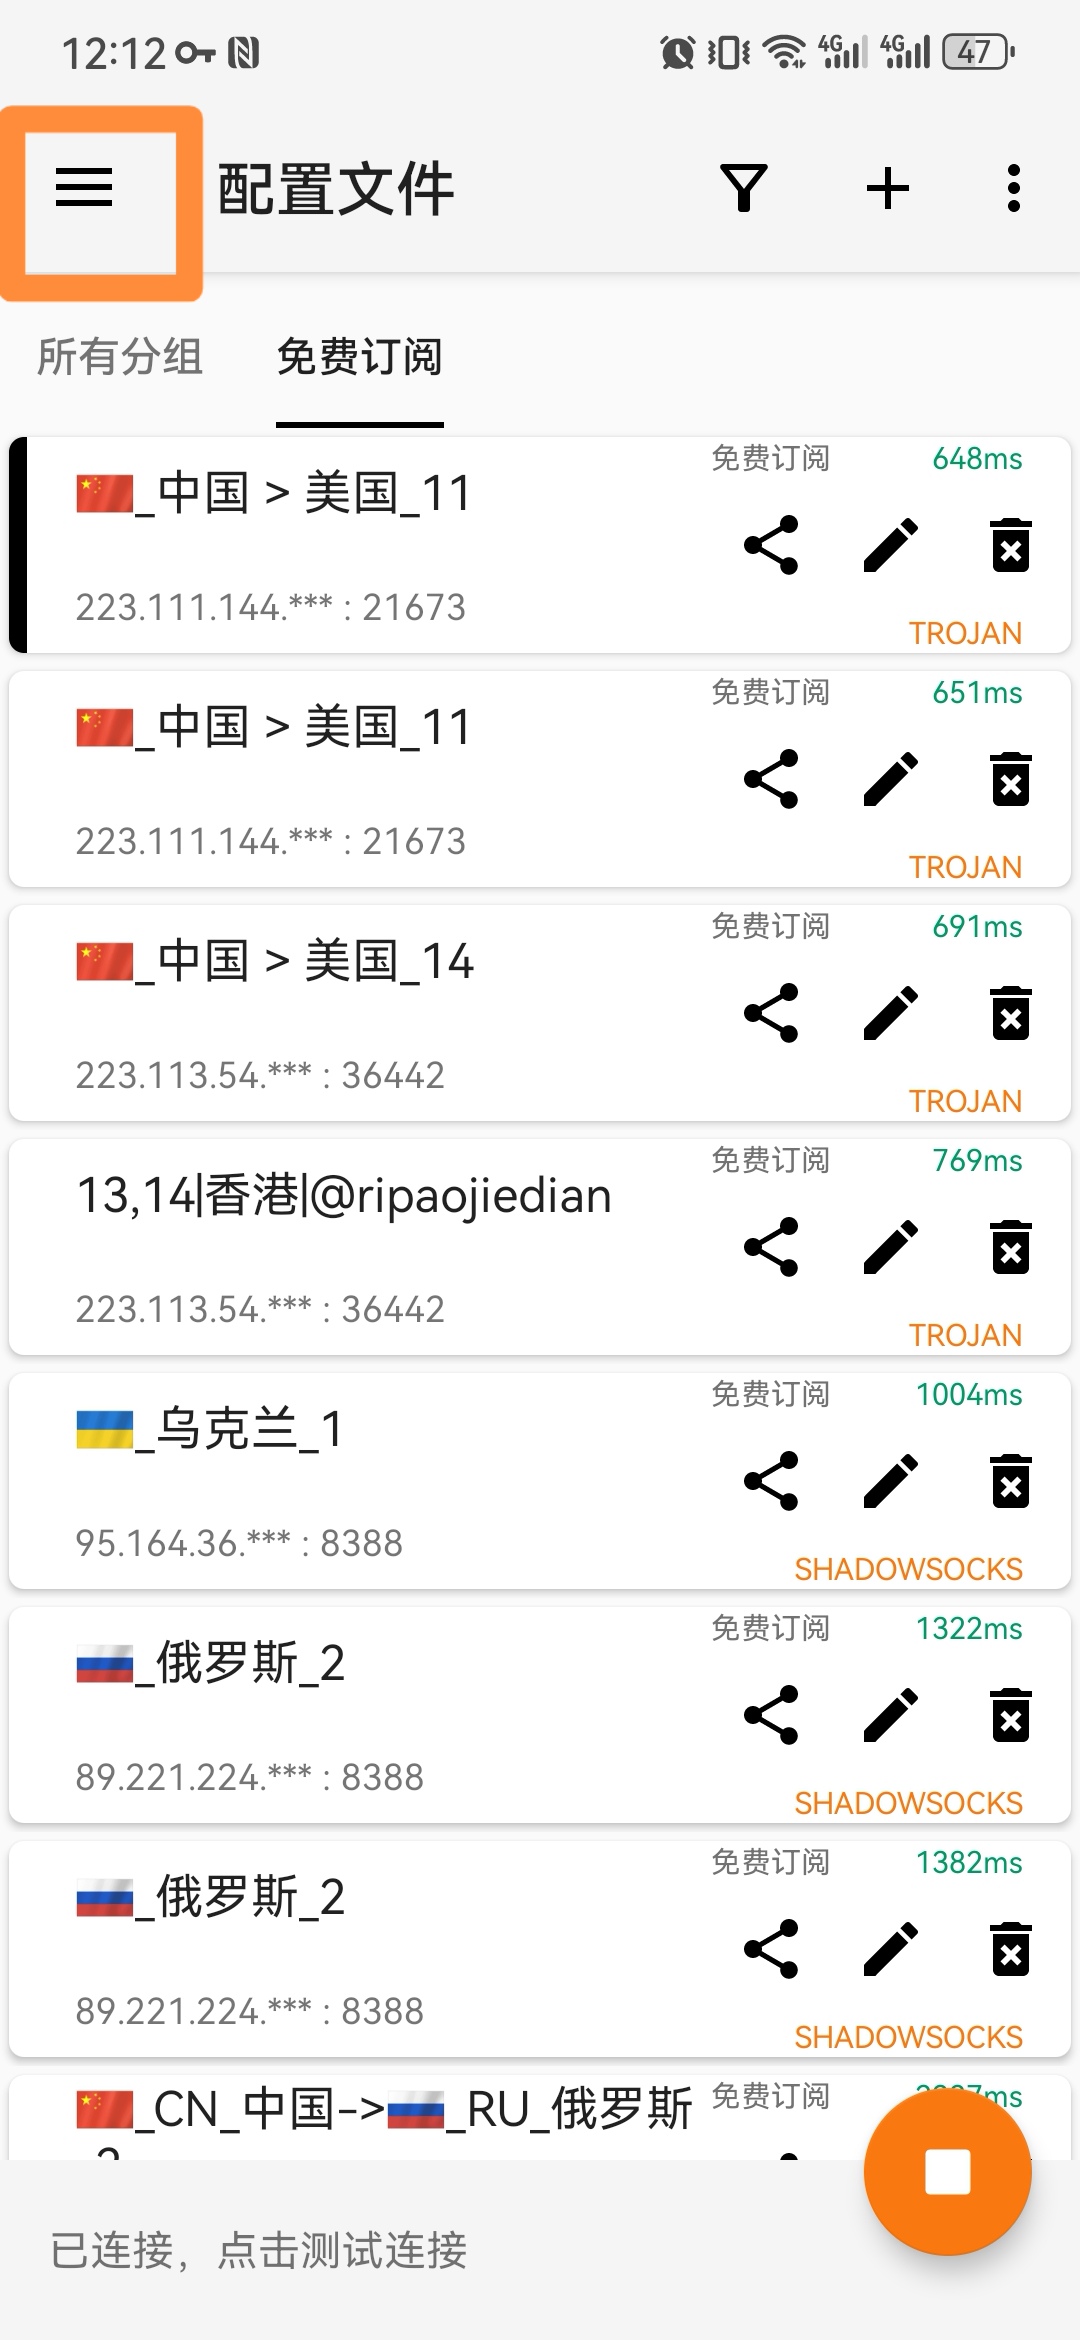 12:12
4G 4G 47
配置文件
所有分组 免费订阅
_中国 > 美国_11 免费订阅 648ms
223.111.144.*** : 21673
TROJAN
_中国 > 美国_11 免费订阅 651ms
223.111.144.*** : 21673
TROJAN
_中国 > 美国_14 免费订阅 691ms
223.113.54.*** : 36442
TROJAN
13,14|香港|@ripaojiedian 免费订阅 769ms
223.113.54.*** : 36442
TROJAN
_乌克兰_1 免费订阅 1004ms
95.164.36.*** : 8388
SHADOWSOCKS
_俄罗斯_2 免费订阅 1322ms
89.221.224.*** : 8388
SHADOWSOCKS
_俄罗斯_2 免费订阅 1382ms
89.221.224.*** : 8388
SHADOWSOCKS
_CN_中国->_RU_俄罗斯 免费订阅
已连接，点击测试连接